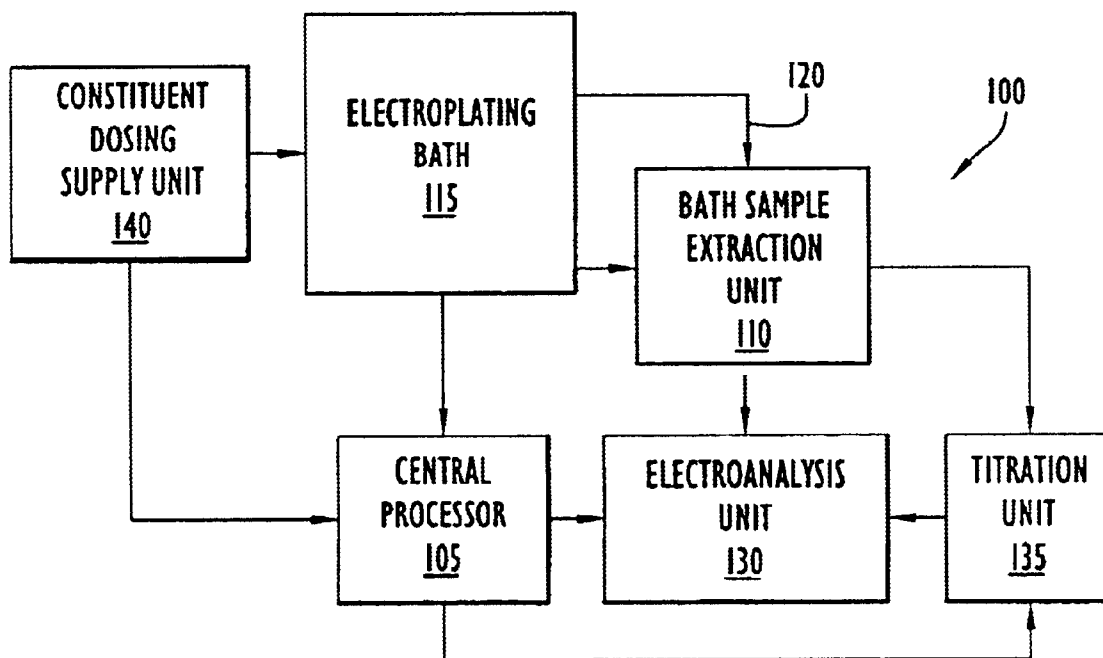 CONSTITUENT
DOSING
SUPPLY UNIT
140
ELECTROPLATING
BATH
115
120
100
BATH SAMPLE
EXTRACTION
UNIT
110
CENTRAL
PROCESSOR
105
ELECTROANALYSIS
UNIT
130
TITRATION
UNIT
135